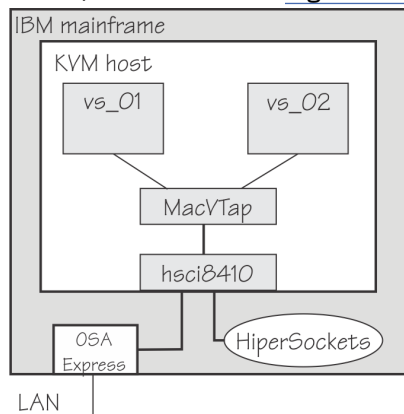 IBM mainframe
KVM host
vs_01
vs_02
MacVTap
hsci8410
OSA
Express
HiperSockets
LAN